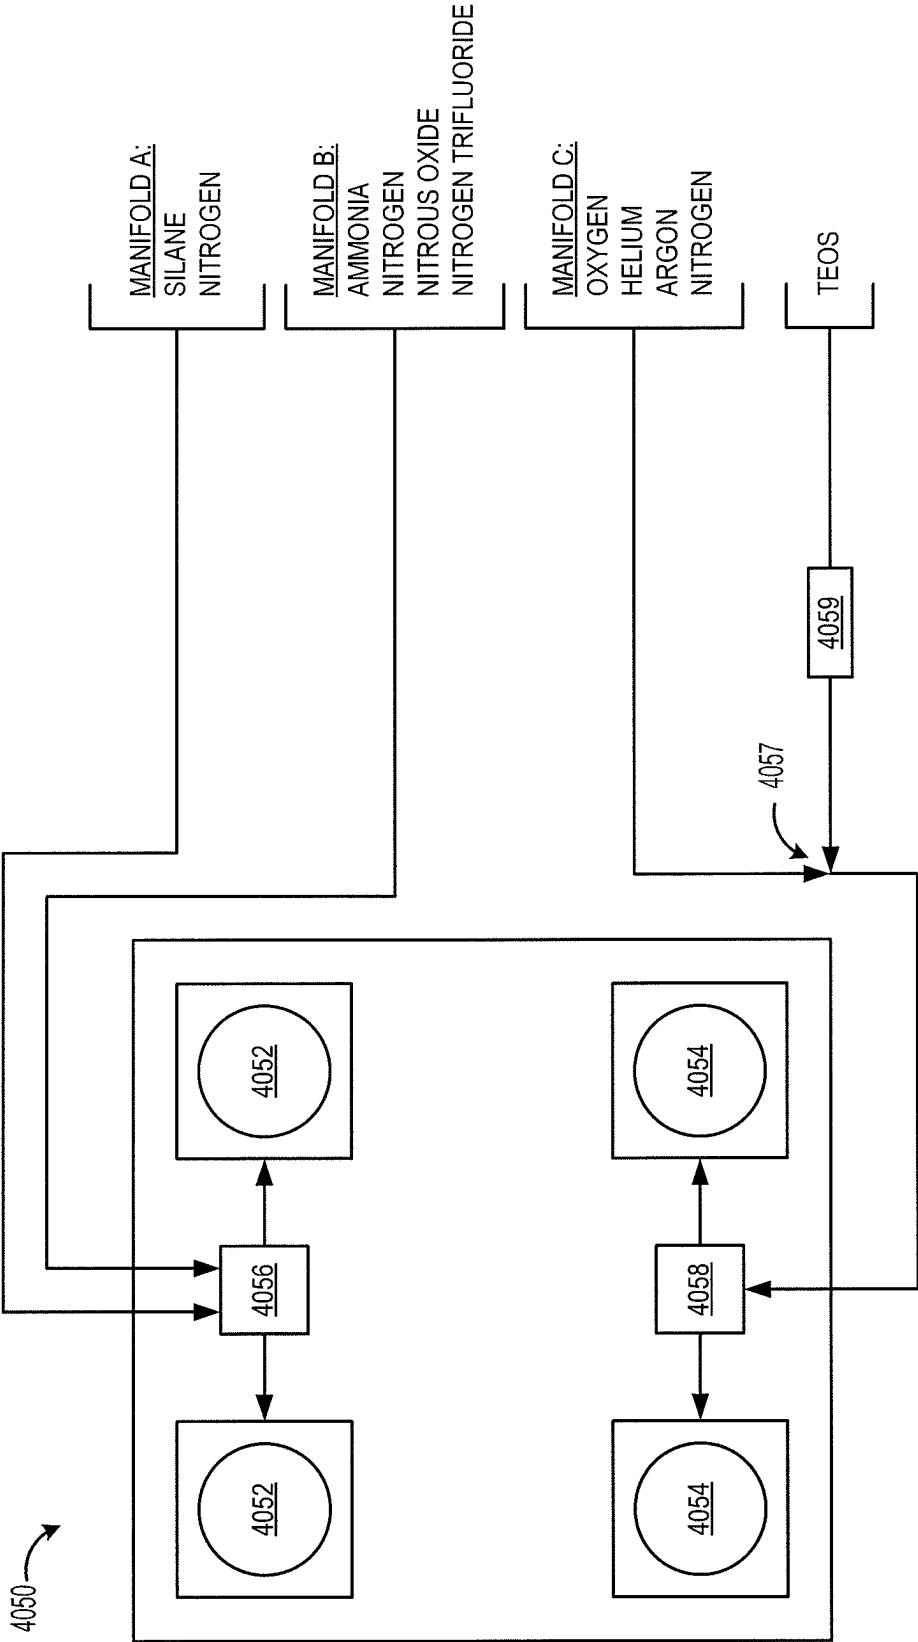 MANIFOLD A:
SILANE
NITROGEN
MANIFOLD B:
AMMONIA
NITROGEN
NITROUS OXIDE
NITROGEN TRIFLUORIDE
MANIFOLD C:
OXYGEN
HELIUM
ARGON
NITROGEN
TEOS
4059
4057
4052
4054
4056
4058
4052
4054
4050